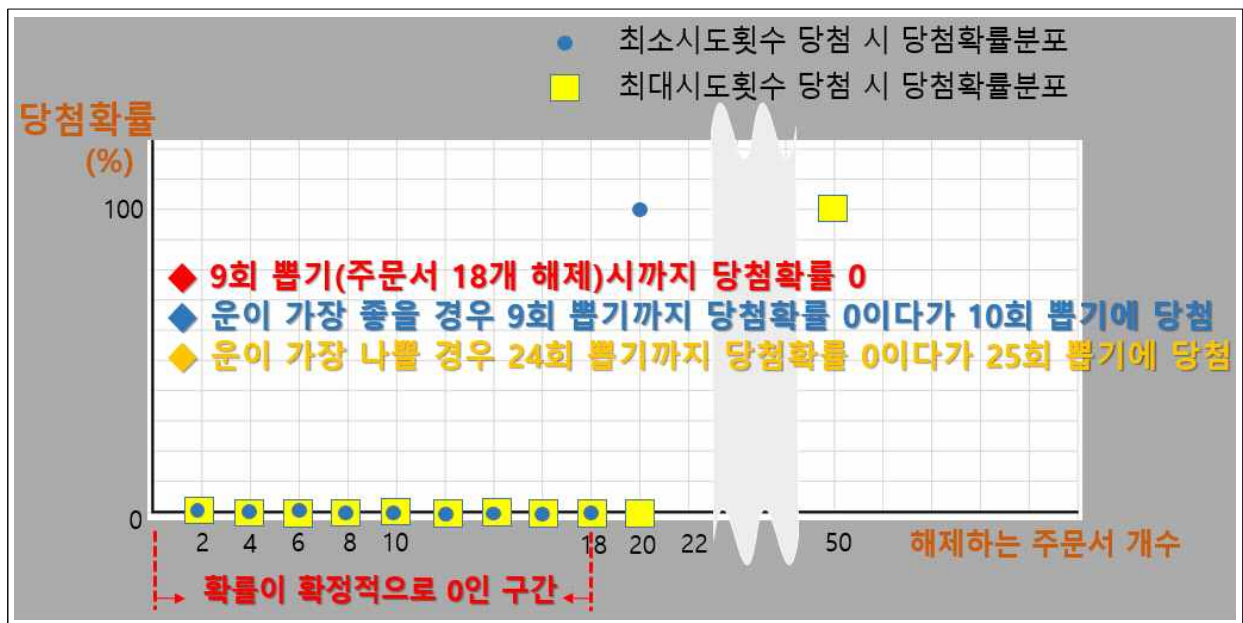 최소시도횟수 당첨 시 당첨확률분포
최대시도횟수 당첨 시 당첨확률분포
당첨확률
(%)
100
◆ 9회 뽑기(주문서 18개 해제)시까지 당첨확률 0
◆ 운이 가장 좋을 경우 9회 뽑기까지 당첨확률 0이다가 10회 뽑기에 당첨
◆ 운이 가장 나쁠 경우 24회 뽑기까지 당첨확률 0이다가 25회 뽑기에 당첨
0
2 4 6 8 10 18 20 22 50 해제하는 주문서 개수
확률이 확정적으로 0인 구간